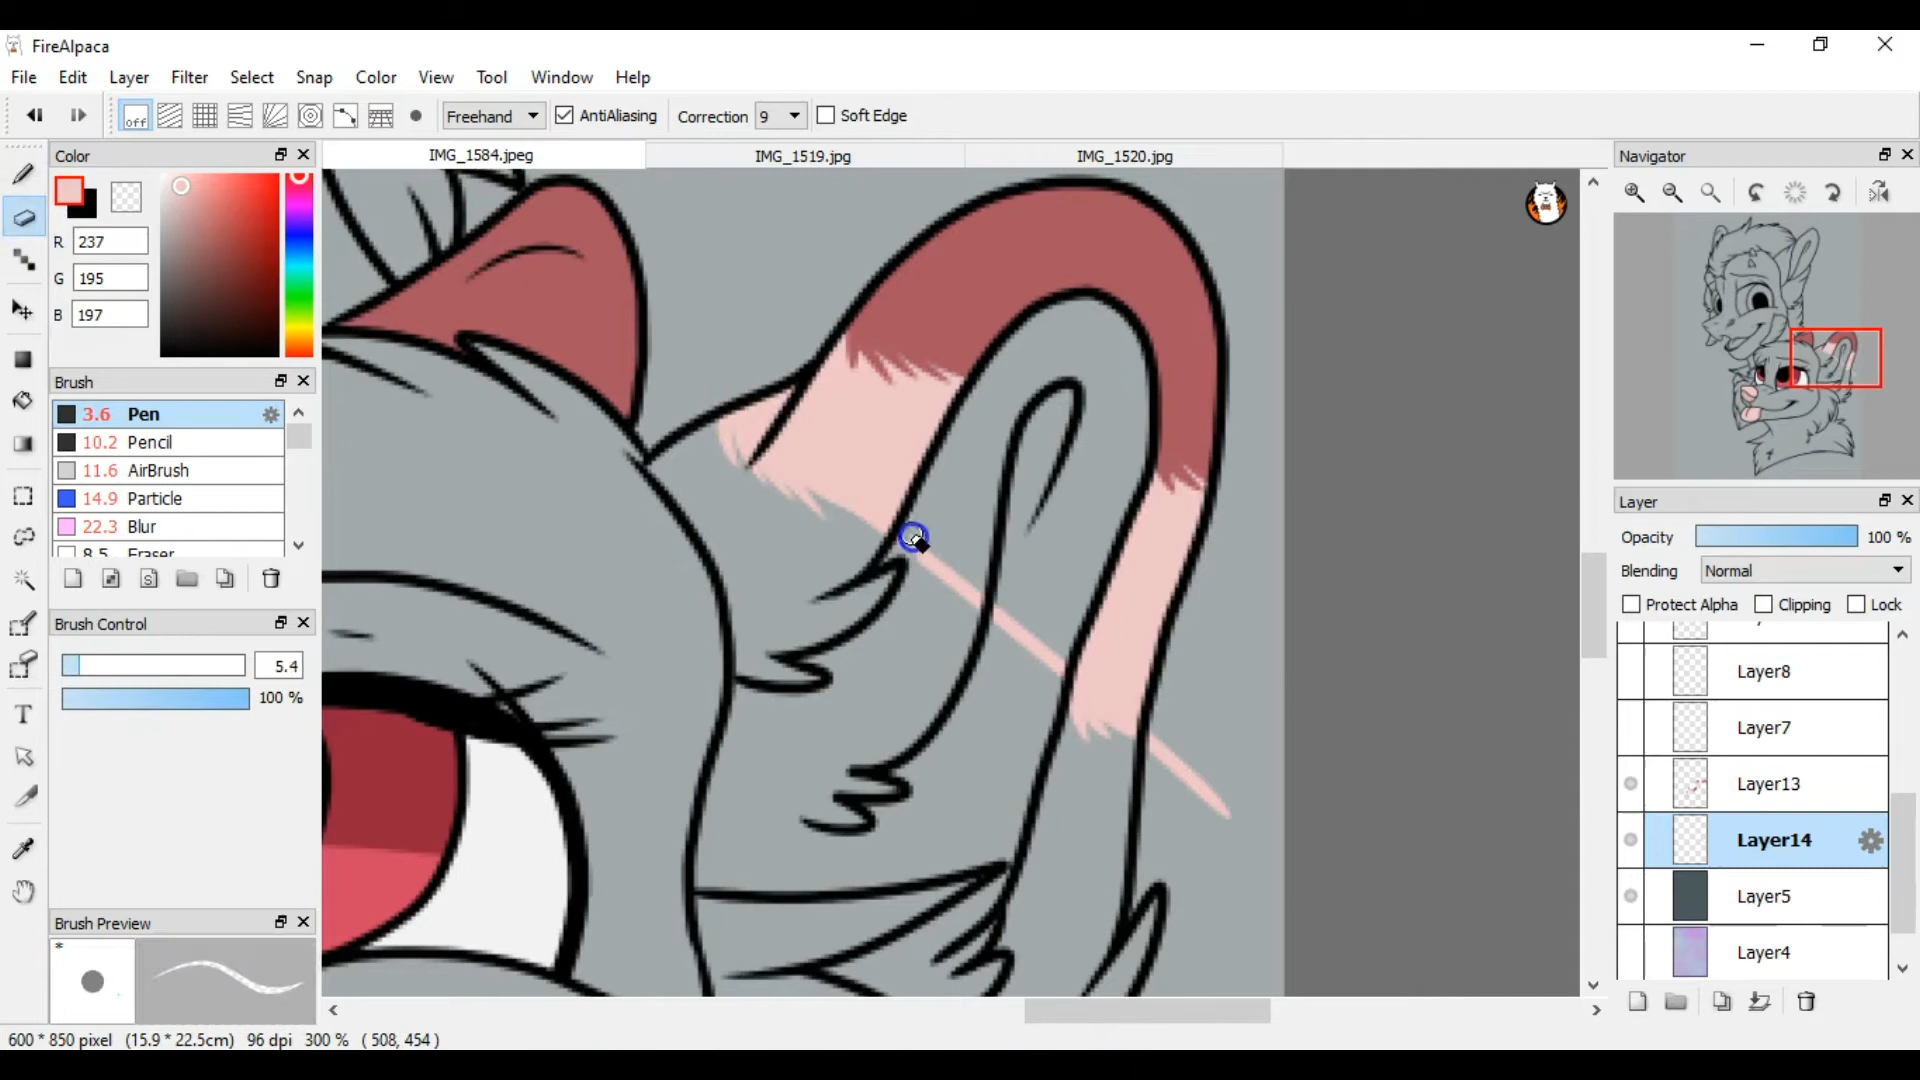 FireAlpaca
File Edit Layer Filter Select Snap Color View Tool Window Help
off Freehand AntiAliasing Correction 9 Soft Edge
Color
R 237
G 195
B 197
Brush
3.6 Pen
10.2 Pencil
11.6 AirBrush
14.9 Particle
22.3 Blur
8.5 Eraser
S
Brush Control
5.4
100 %
T
Brush Preview
*
IMG_1584.jpeg IMG_1519.jpg IMG_1520.jpg
Navigator
Layer
Opacity 100 %
Blending Normal
Protect Alpha Clipping Lock
Layer8
Layer7
Layer13
Layer14
Layer5
Layer4
600 * 850 pixel (15.9 * 22.5cm) 96 dpi 300 % ( 508, 454 )